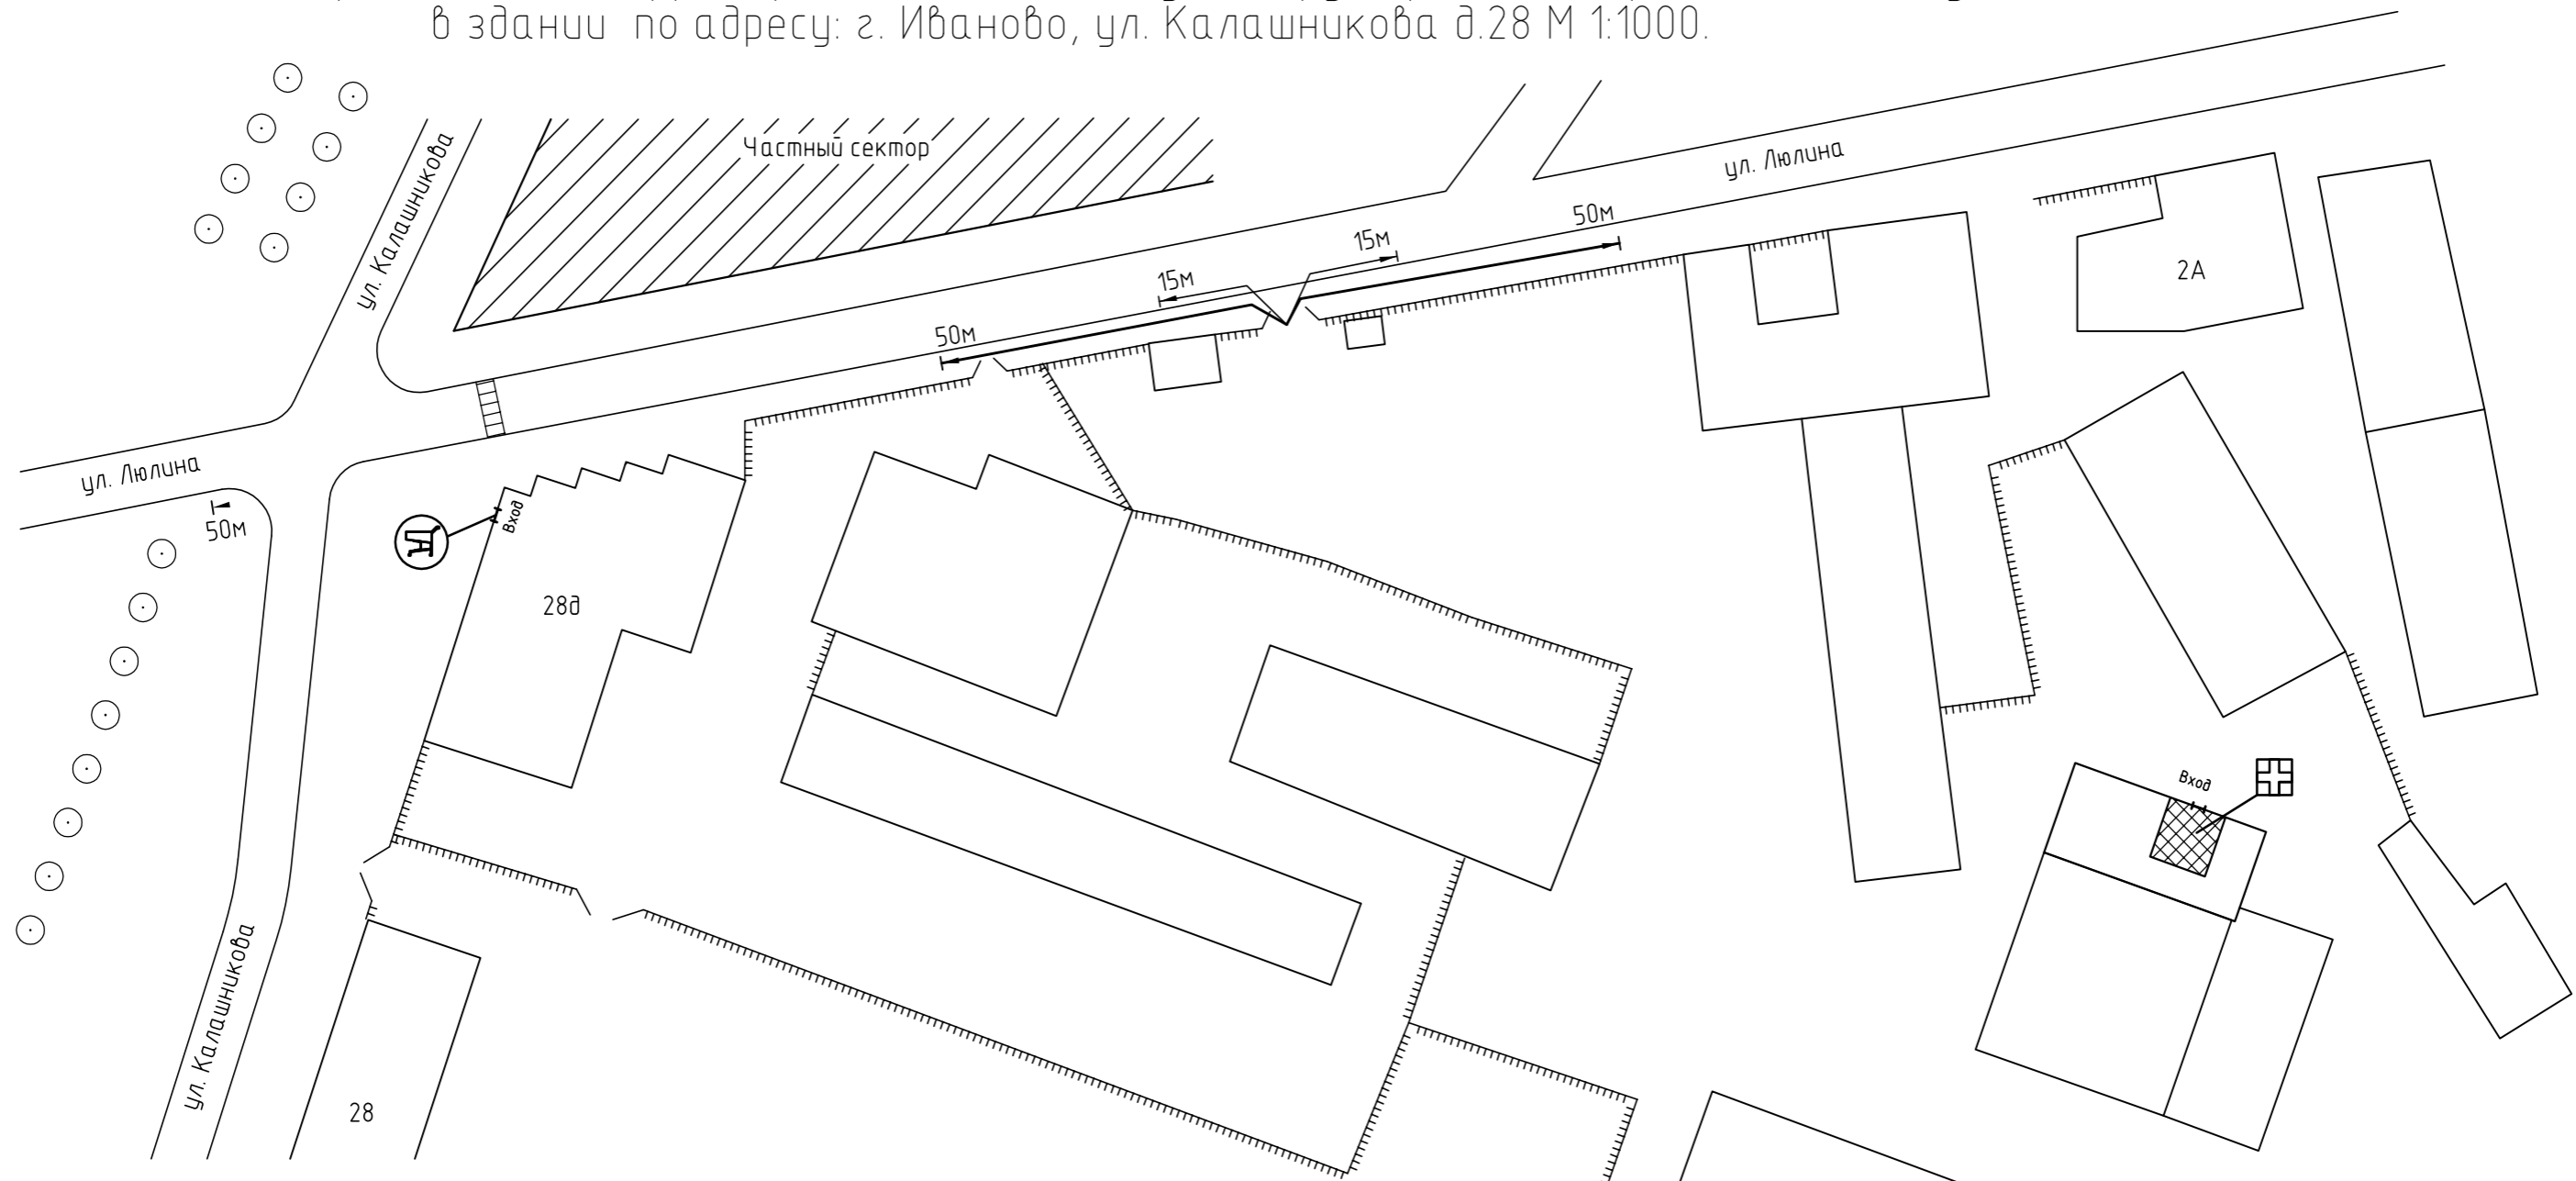 в здании по адресу: г. Иваново, ул. Калашникова д.28 М 1:1000.
ул. Калашникова
Частный сектор
ул. Люлина
50м
15м
15м
50м
2А
ул. Люлина
50м
Вход
28д
Вход
ул. Калашникова
28